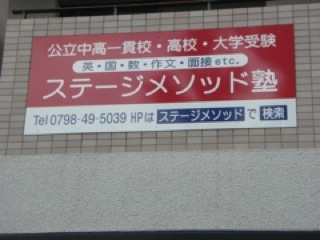 公立中高一貫校・高校・大学受験
英・国・数・作文・面接etc.
ステージメソッド塾
Tel 0798-49-5039 HPは ステージメソッド で 検索